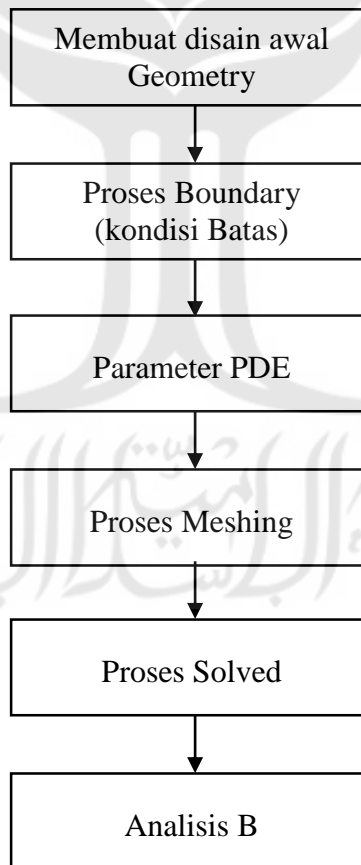 Membuat disain awal
Geometry
Proses Boundary
(kondisi Batas)
Parameter PDE
Proses Meshing
Proses Solved
Analisis B